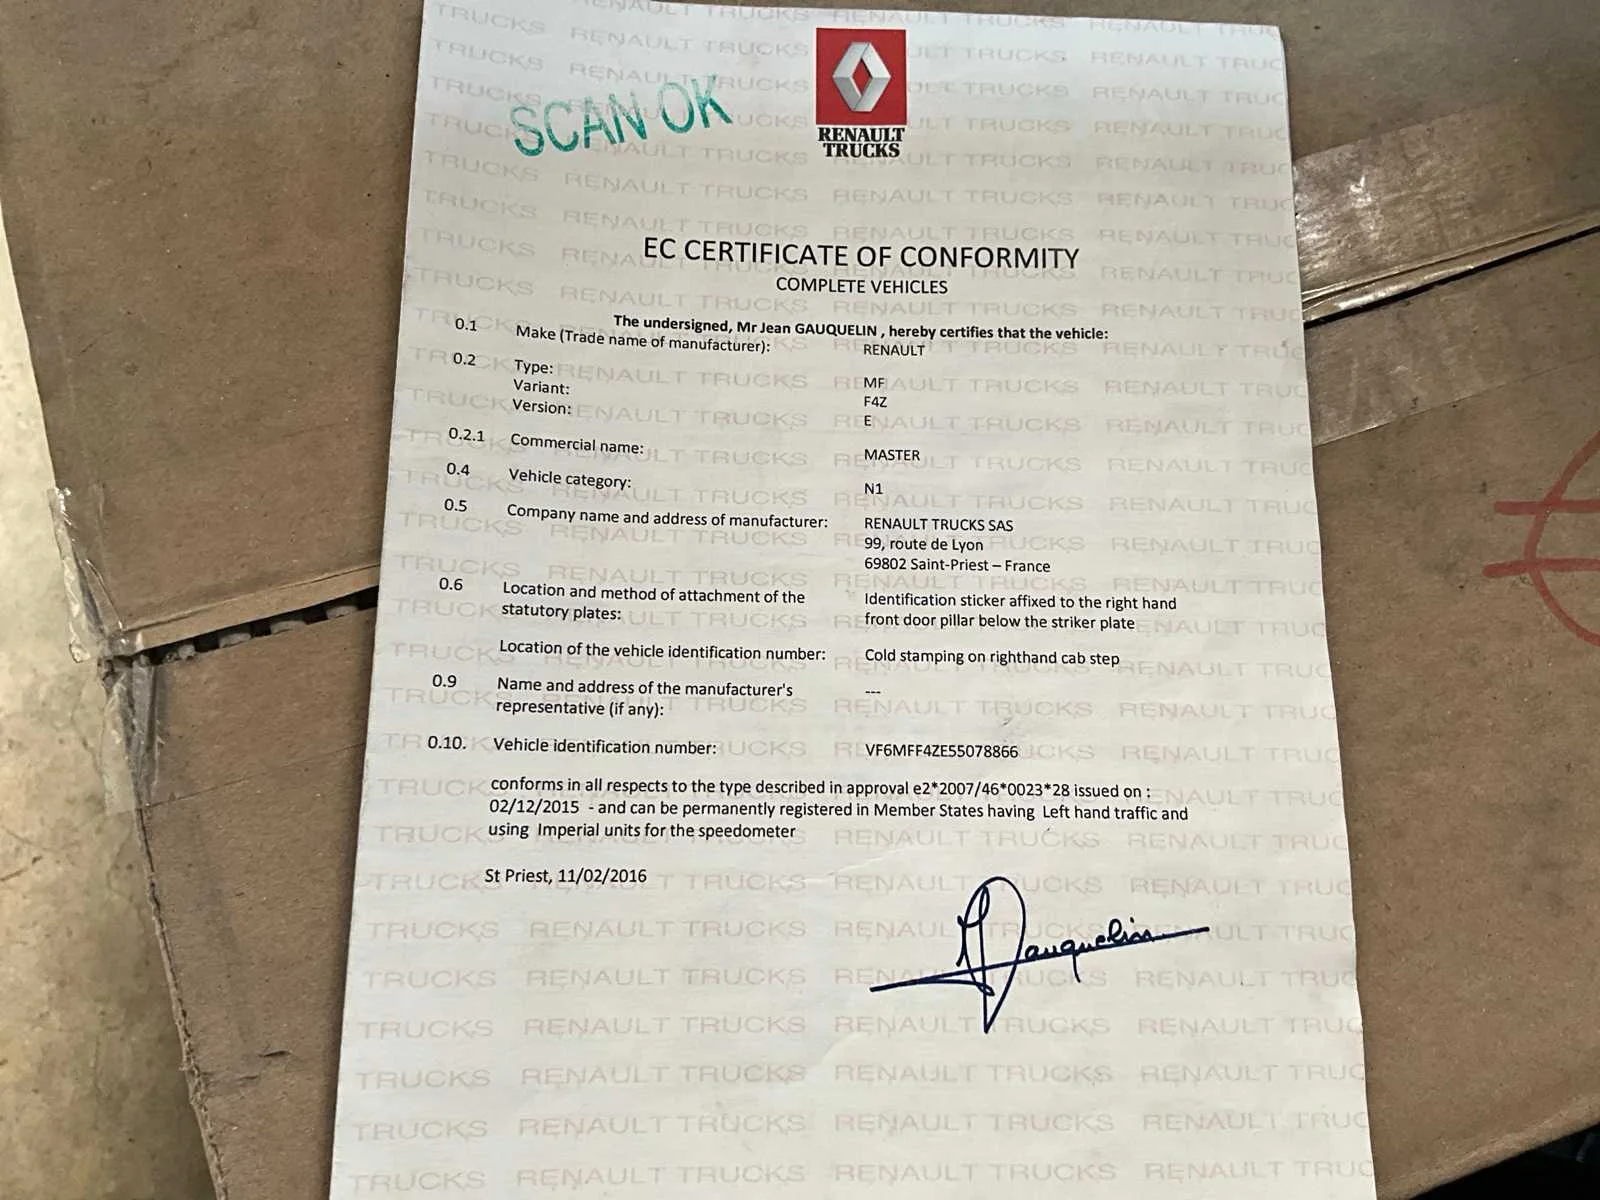 SCAN OK
RENAULT
TRUCKS
EC CERTIFICATE OF CONFORMITY
COMPLETE VEHICLES
The undersigned, Mr Jean GAUQUELIN , hereby certifies that the vehicle:
0.1 Make (Trade name of manufacturer): RENAULT
0.2 Type: MF
Variant: F4Z
Version: E
0.2.1 Commercial name: MASTER
0.4 Vehicle category: N1
0.5 Company name and address of manufacturer: RENAULT TRUCKS SAS
99, route de Lyon
69802 Saint-Priest – France
0.6 Location and method of attachment of the Identification sticker affixed to the right hand
statutory plates: front door pillar below the striker plate
Location of the vehicle identification number: Cold stamping on righthand cab step
0.9 Name and address of the manufacturer's ---
representative (if any):
0.10. Vehicle identification number: VF6MFF4ZE55078866
conforms in all respects to the type described in approval e2*2007/46*0023*28 issued on :
02/12/2015 - and can be permanently registered in Member States having Left hand traffic and
using Imperial units for the speedometer
St Priest, 11/02/2016
Gauquelin